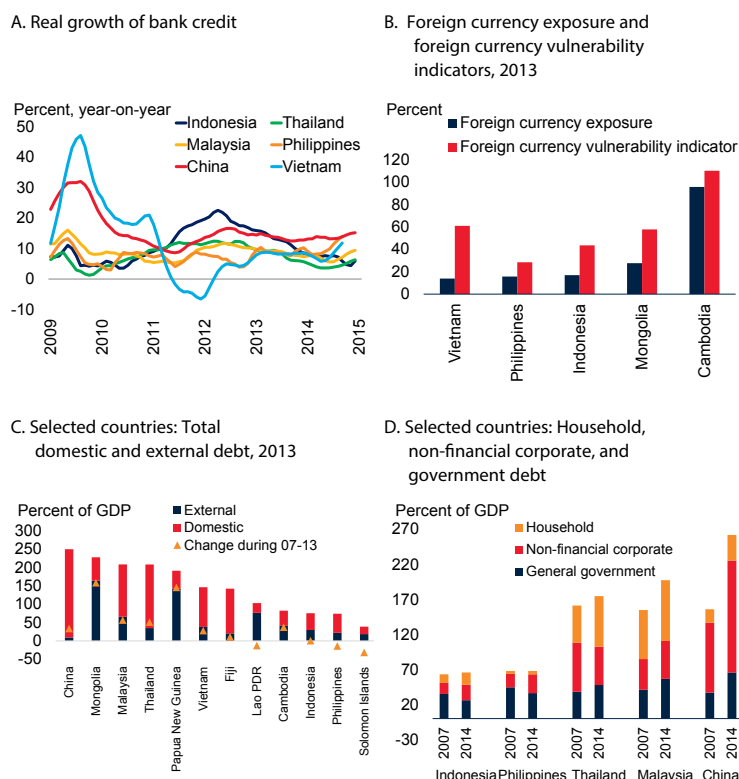 A. Real growth of bank credit
Percent, year-on-year
Indonesia
Thailand
Malaysia
Philippines
China
Vietnam
50
40
30
20
10
0
-10
2009
2010
2011
2012
2013
2014
2015
B. Foreign currency exposure and
foreign currency vulnerability
indicators, 2013
Percent
Foreign currency exposure
Foreign currency vulnerability indicator
120
100
80
60
40
20
0
Vietnam
Philippines
Indonesia
Mongolia
Cambodia
C. Selected countries: Total
domestic and external debt, 2013
Percent of GDP
External
Domestic
Change during 07-13
300
250
200
150
100
50
0
-50
China
Mongolia
Malaysia
Thailand
Papua New Guinea
Vietnam
Fiji
Lao PDR
Cambodia
Indonesia
Philippines
Solomon Islands
D. Selected countries: Household,
non-financial corporate, and
government debt
Percent of GDP
Household
Non-financial corporate
General government
270
220
170
120
70
20
-30
2007
2014
2007
2014
2007
2014
2007
2014
2007
2014
Indonesia Philippines Thailand Malaysia China